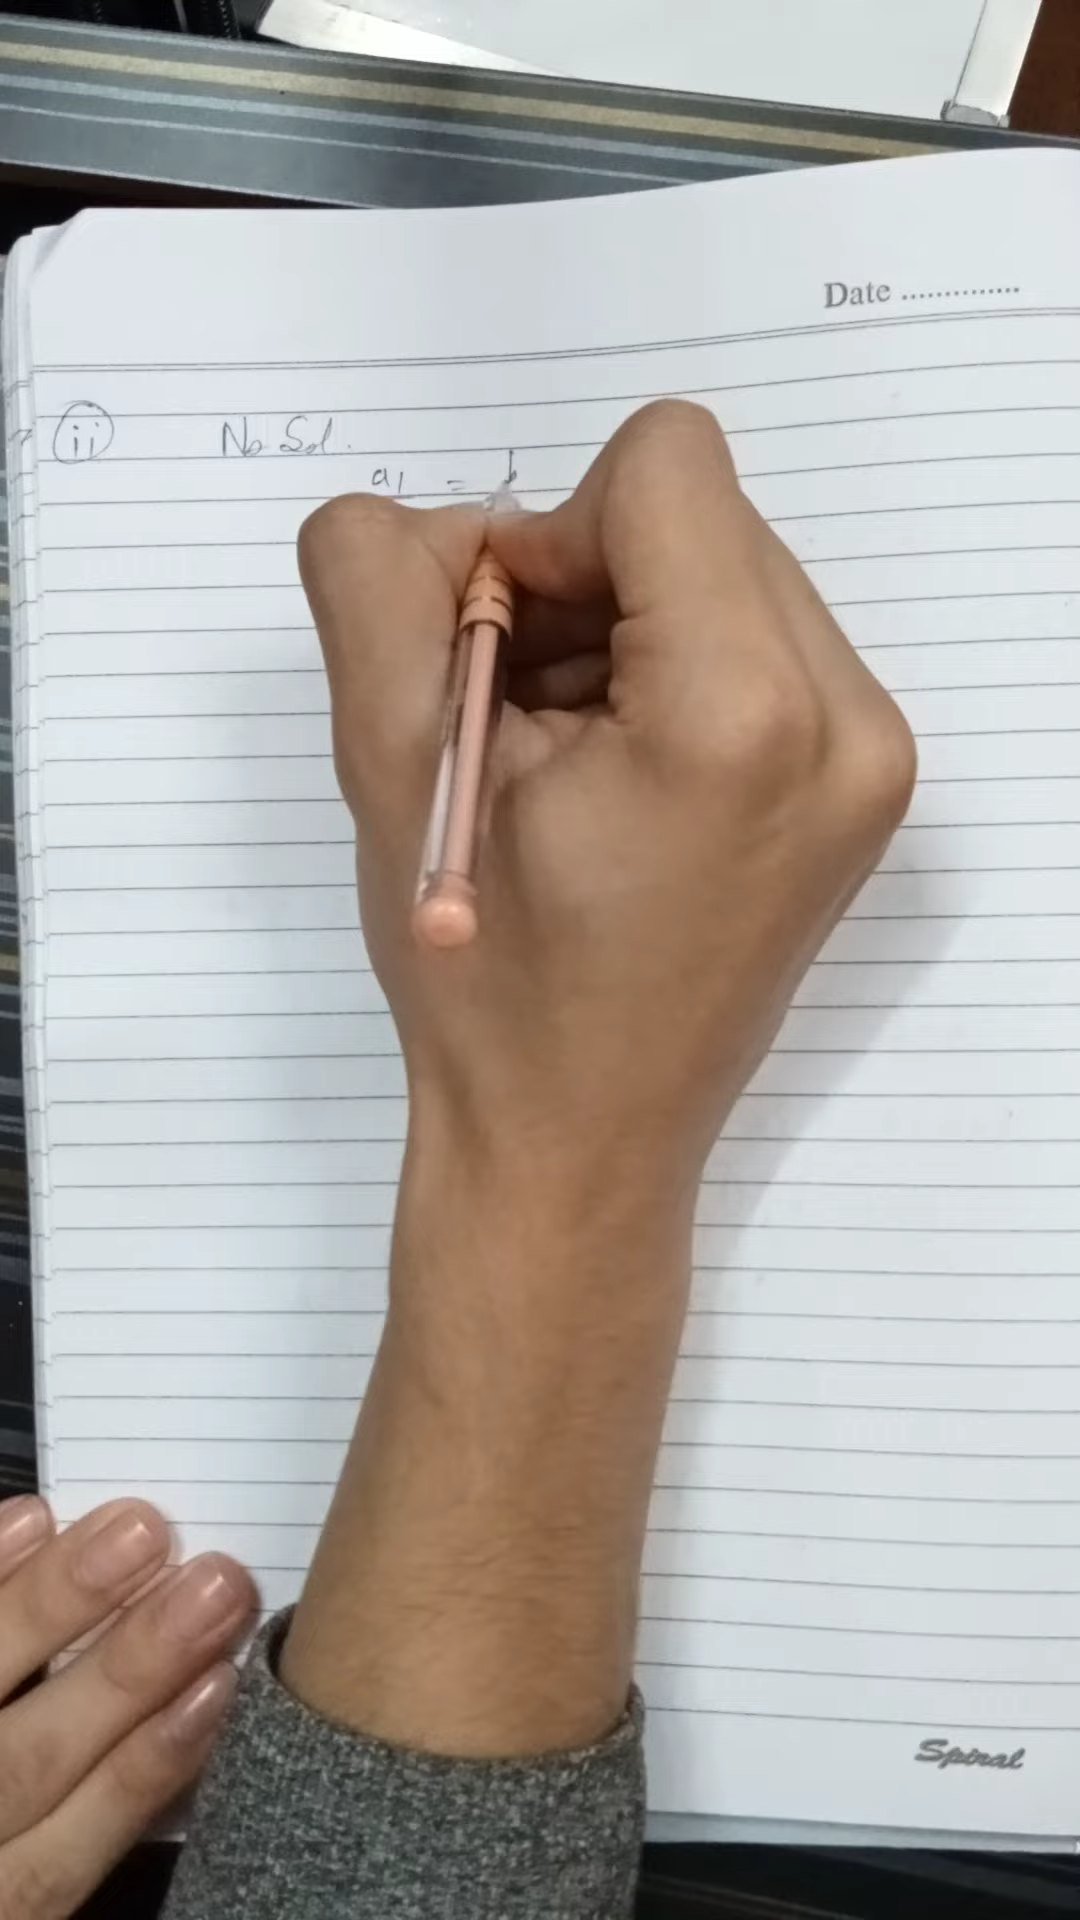 Date ..............
ii No Sol.
a1 = b
Spiral